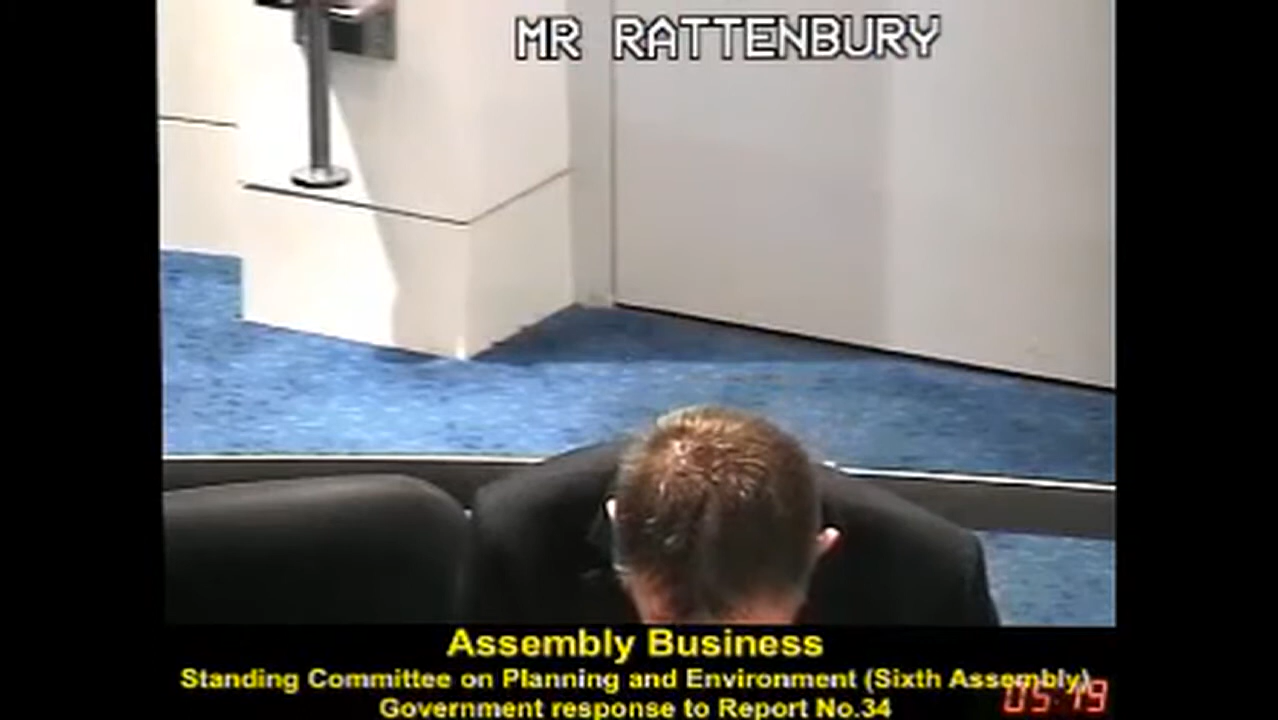 MR RATTENBURY
Assembly Business
Standing Committee on Planning and Environment (Sixth Assembly)
Government response to Report No.34
05:19